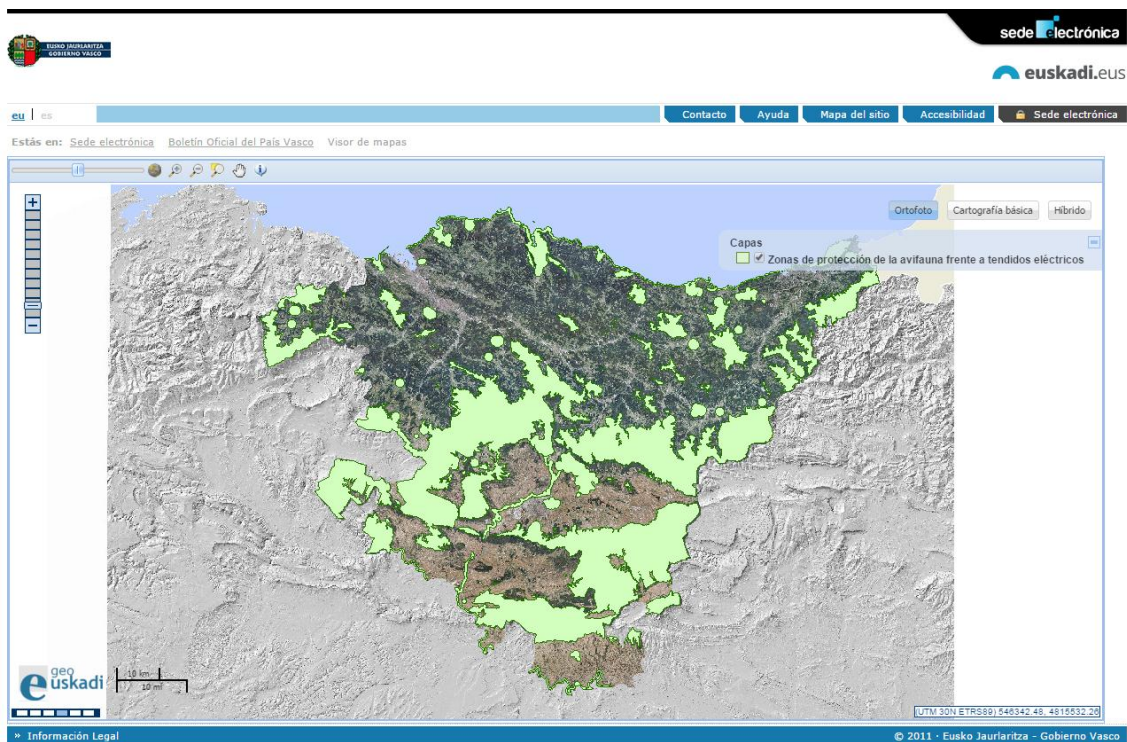 sede electrónica
EUSKO JAURLARITZA
GOBIERNO VASCO
euskadi.eus
eu | es
Contacto Ayuda Mapa del sitio Accesibilidad Sede electrónica
Estás en: Sede electrónica Boletín Oficial del País Vasco Visor de mapas
Ortofoto Cartografía básica Híbrido
Capas
Zonas de protección de la avifauna frente a tendidos eléctricos
geo
euskadi
10 km
10 mi
(UTM 30N ETRS89) 546342.48, 4815532.26
» Información Legal
© 2011 · Eusko Jaurlaritza - Gobierno Vasco